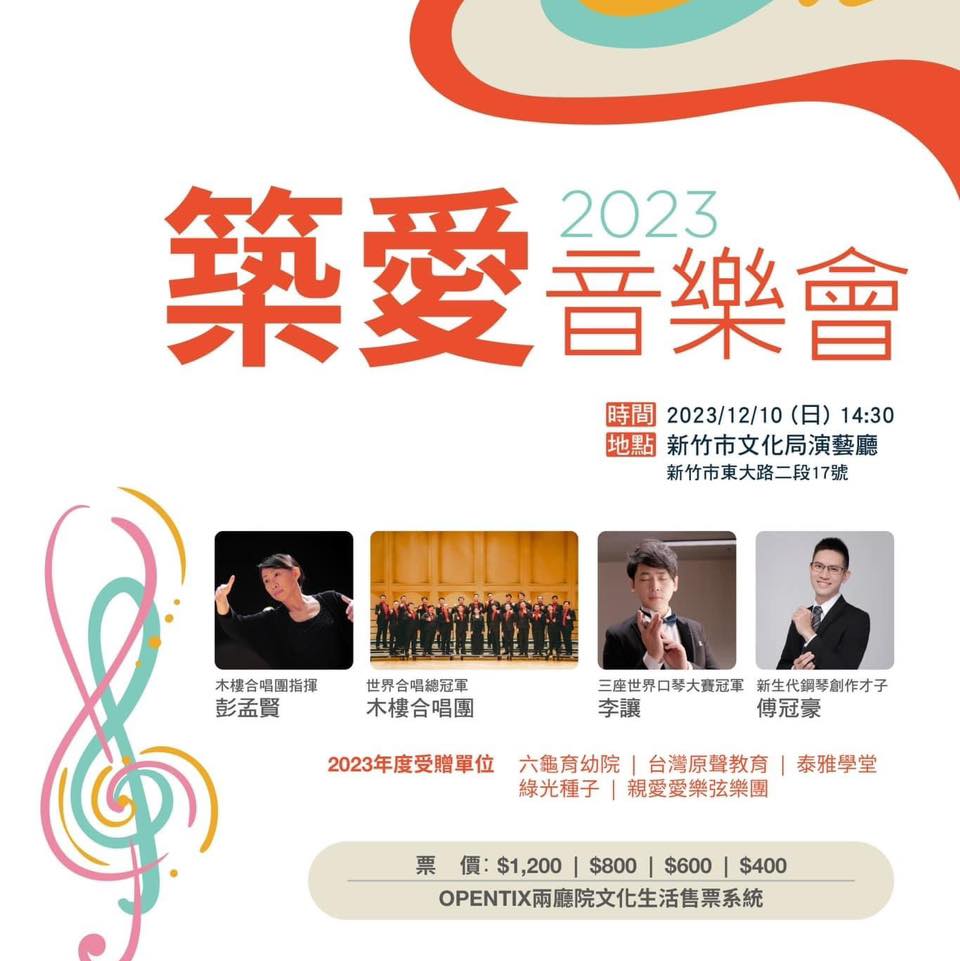 築愛
2023
音樂會
時間 2023/12/10 (日) 14:30
地點 新竹市文化局演藝廳
新竹市東大路二段17號
木樓合唱團指揮
彭孟賢
世界合唱總冠軍
木樓合唱團
三座世界口琴大賽冠軍
李讓
新生代鋼琴創作才子
傅冠豪
2023年度受贈單位 六龜育幼院 | 台灣原聲教育 | 泰雅學堂
綠光種子 | 親愛愛樂弦樂團
票 價: $1,200 | $800 | $600 | $400
OPENTIX兩廳院文化生活售票系統